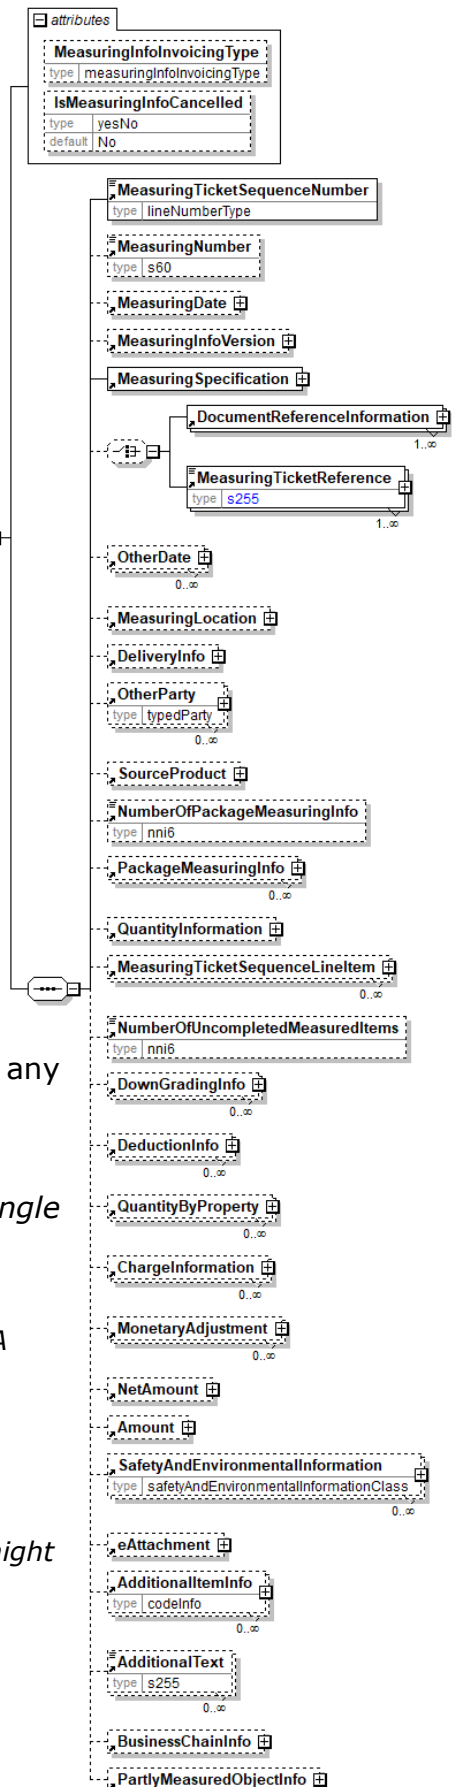 attributes
MeasuringInfoInvoicingType
type measuringInfoInvoicingType
IsMeasuringInfoCancelled
type yesNo
default No
MeasuringTicketSequenceNumber
type lineNumberType
MeasuringNumber
type s60
MeasuringDate
MeasuringInfoVersion
MeasuringSpecification
DocumentReferenceInformation
1..∞
MeasuringTicketReference
type s255
1..∞
OtherDate
0..∞
MeasuringLocation
DeliveryInfo
OtherParty
type typedParty
0..∞
SourceProduct
NumberOfPackageMeasuringInfo
type nni6
PackageMeasuringInfo
0..∞
QuantityInformation
MeasuringTicketSequenceLineItem
0..∞
NumberOfUncompletedMeasuredItems
type nni6
any
DownGradingInfo
0..∞
DeductionInfo
0..∞
ngle
QuantityByProperty
0..∞
ChargeInformation
0..∞
MonetaryAdjustment
A
0..∞
NetAmount
Amount
SafetyAndEnvironmentalInformation
type safetyAndEnvironmentalInformationClass
0..∞
eAttachment
ight
AdditionalItemInfo
type codeInfo
0..∞
AdditionalText
type s255
0..∞
BusinessChainInfo
PartlyMeasuredObjectInfo